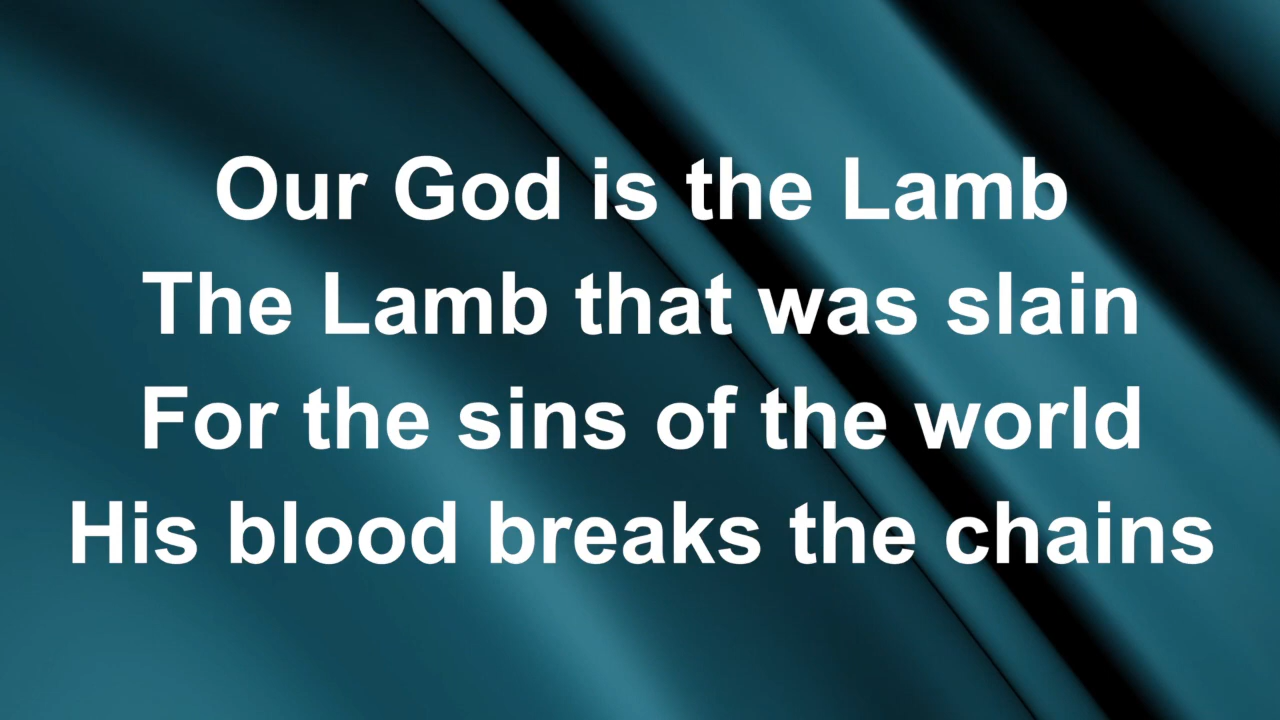 Our God is the Lamb
The Lamb that was slain
For the sins of the world
His blood breaks the chains